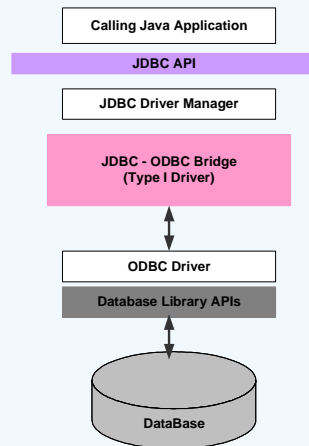 Calling Java Application
JDBC API
JDBC Driver Manager
JDBC - ODBC Bridge
(Type I Driver)
ODBC Driver
Database Library APIs
DataBase